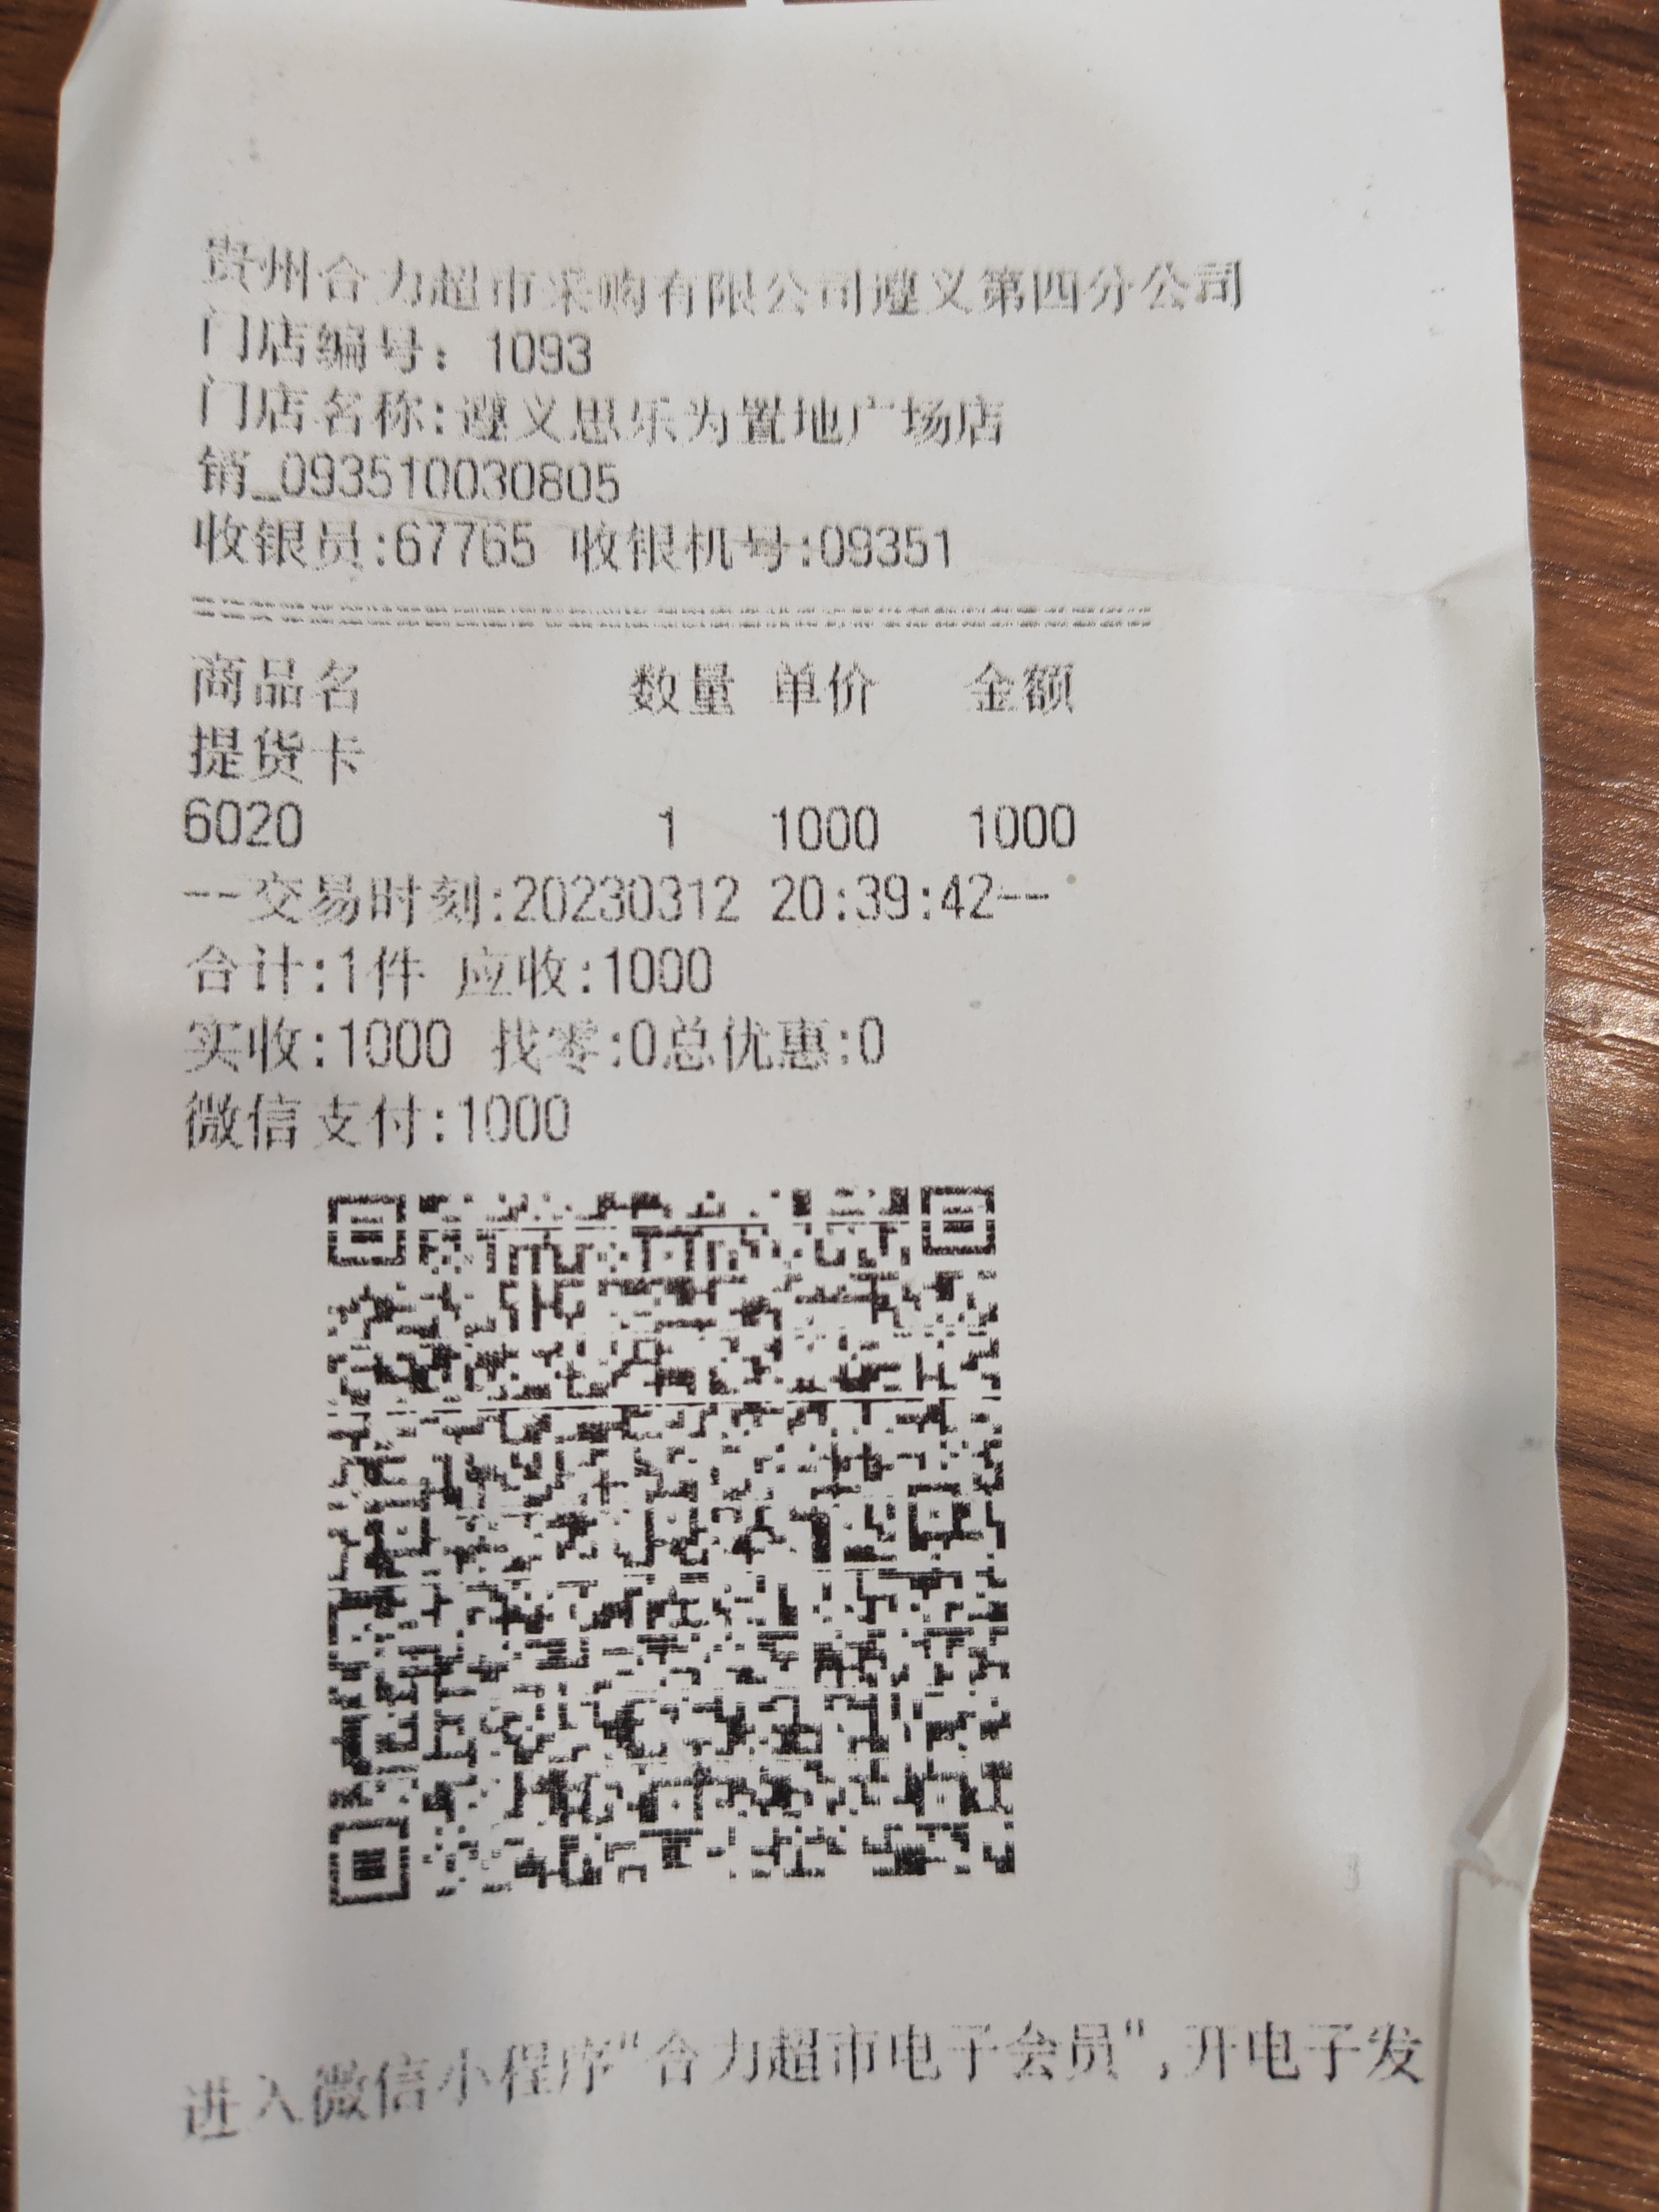 贵州合力超市采购有限公司遵义第四分公司
门店编号：1093
门店名称:遵义思乐为置地广场店
销_093510030805
收银员:67765 收银机号:09351
商品名 数量 单价 金额
提货卡
6020 1 1000 1000
--交易时刻:20230312 20:39:42--
合计:1件 应收:1000
实收:1000 找零:0总优惠:0
微信支付:1000
进入微信小程序"合力超市电子会员",开电子发